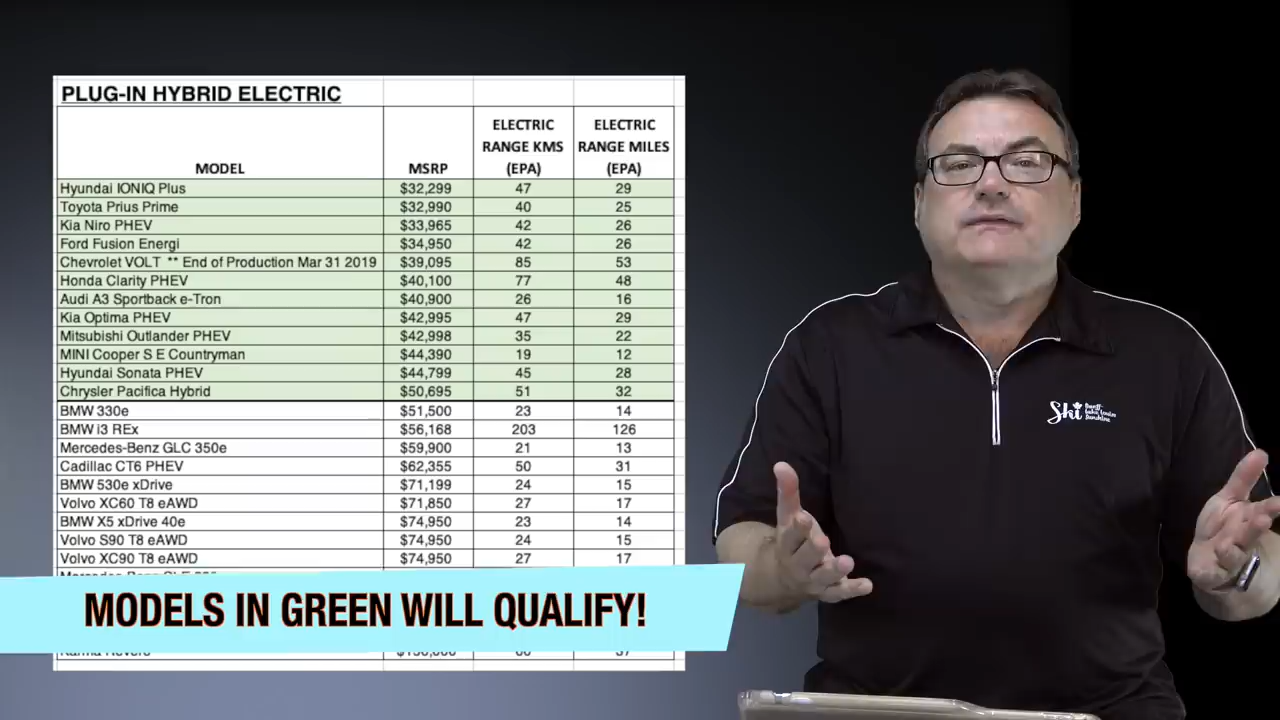 PLUG-IN HYBRID ELECTRIC
MODEL MSRP ELECTRIC RANGE KMS (EPA) ELECTRIC RANGE MILES (EPA)
Hyundai IONIQ Plus $32,299 47 29
Toyota Prius Prime $32,990 40 25
Kia Niro PHEV $33,965 42 26
Ford Fusion Energi $34,950 42 26
Chevrolet VOLT ** End of Production Mar 31 2019 $39,095 85 53
Honda Clarity PHEV $40,100 77 48
Audi A3 Sportback e-Tron $40,900 26 16
Kia Optima PHEV $42,995 47 29
Mitsubishi Outlander PHEV $42,998 35 22
MINI Cooper S E Countryman $44,390 19 12
Hyundai Sonata PHEV $44,799 45 28
Chrysler Pacifica Hybrid $50,695 51 32
BMW 330e $51,500 23 14
BMW i3 REx $56,168 203 126
Mercedes-Benz GLC 350e $59,900 21 13
Cadillac CT6 PHEV $62,355 50 31
BMW 530e xDrive $71,199 24 15
Volvo XC60 T8 eAWD $71,850 27 17
BMW X5 xDrive 40e $74,950 23 14
Volvo S90 T8 eAWD $74,950 24 15
Volvo XC90 T8 eAWD $74,950 27 17
MODELS IN GREEN WILL QUALIFY!
Ski Banff
Lake Louise
Sunshine